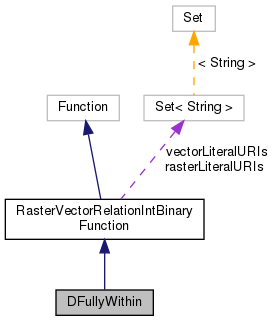 Set
< String >
Function
Set< String >
vectorLiteralURIs
rasterLiteralURIs
RasterVectorRelationIntBinary
Function
DFullyWithin